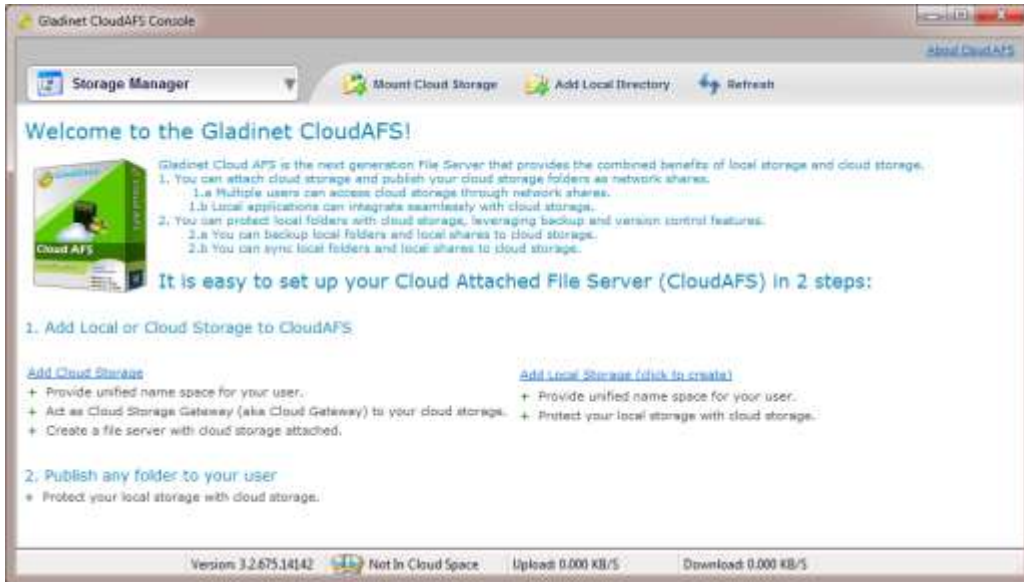 Gladinet CloudAFS Console
About CloudAFS
Storage Manager
Mount Cloud Storage
Add Local Directory
Refresh
Welcome to the Gladinet CloudAFS!
Gladinet Cloud AFS is the next generation File Server that provides the combined benefits of local storage and cloud storage.
1. You can attach cloud storage and publish your cloud storage folders as network shares.
1.a Multiple users can access cloud storage through network shares.
1.b Local applications can integrate seamlessly with cloud storage.
2. You can protect local folders with cloud storage, leveraging backup and version control features.
2.a You can backup local folders and local shares to cloud storage.
2.b You can sync local folders and local shares to cloud storage.
Cloud AFS
It is easy to set up your Cloud Attached File Server (CloudAFS) in 2 steps:
1. Add Local or Cloud Storage to CloudAFS
Add Cloud Storage
+ Provide unified name space for your user.
+ Act as Cloud Storage Gateway (aka Cloud Gateway) to your cloud storage.
+ Create a file server with cloud storage attached.
Add Local Storage (click to create)
+ Provide unified name space for your user.
+ Protect your local storage with cloud storage.
2. Publish any folder to your user
+ Protect your local storage with cloud storage.
Version: 3.2.675.14142
Not In Cloud Space
Upload: 0.000 KB/S
Download: 0.000 KB/S